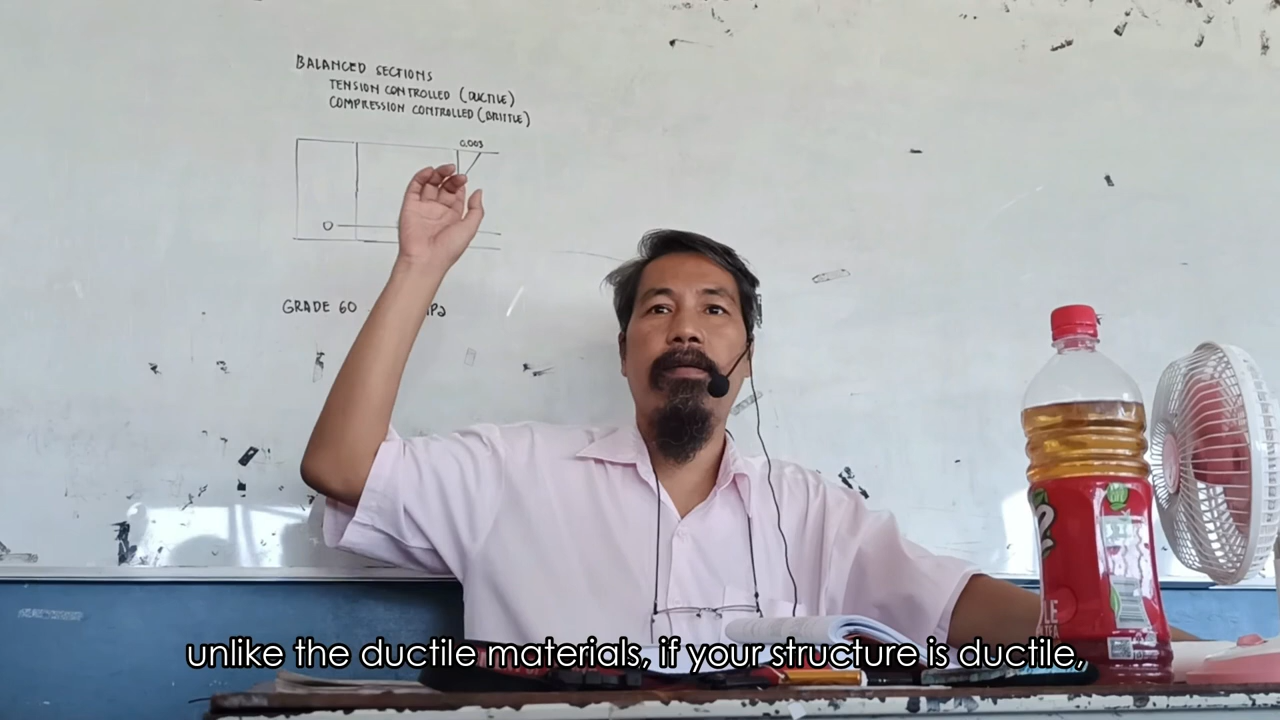 BALANCED SECTIONS
TENSION CONTROLLED (DUCTILE)
COMPRESSION CONTROLLED (BRITTLE)
0.003
GRADE 60
unlike the ductile materials, if your structure is ductile,